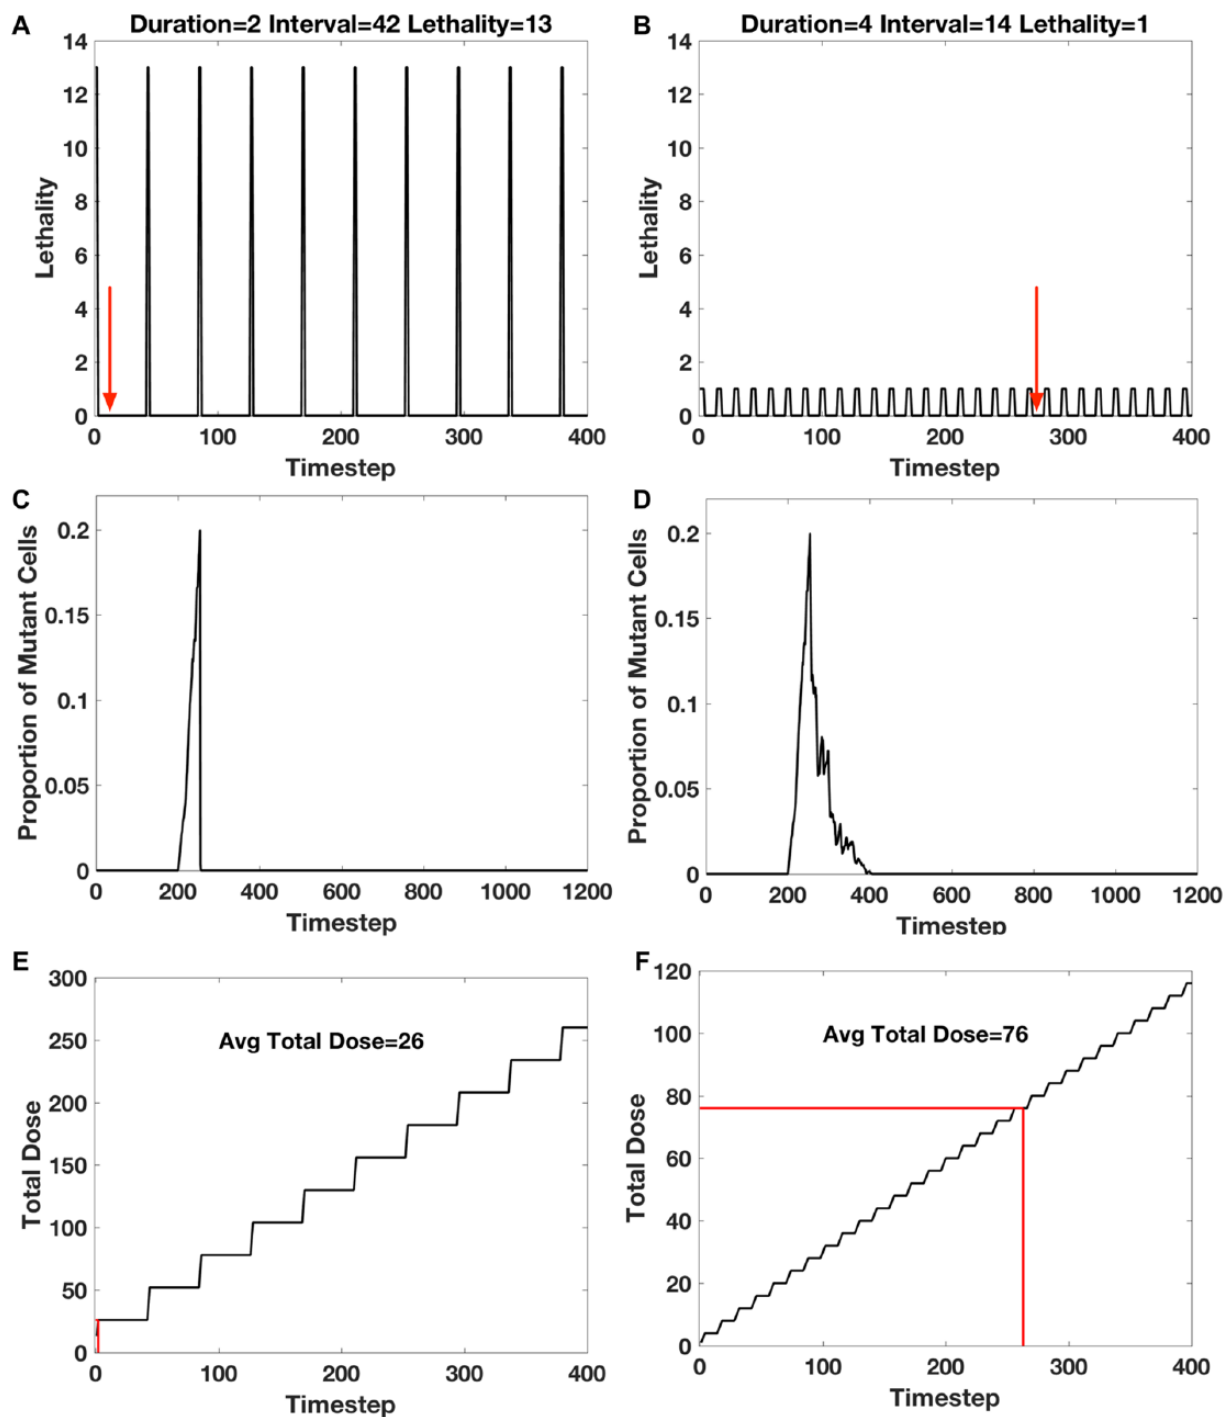 A
Duration=2 Interval=42 Lethality=13
14
12
10
8
6
4
2
0
Lethality
0 100 200 300 400
Timestep
B
Duration=4 Interval=14 Lethality=1
14
12
10
8
6
4
2
0
Lethality
0 100 200 300 400
Timestep
C
0.2
0.15
0.1
0.05
0
Proportion of Mutant Cells
0 200 400 600 800 1000 1200
Timestep
D
0.2
0.15
0.1
0.05
0
Proportion of Mutant Cells
0 200 400 600 800 1000 1200
Timestep
E
300
250
200
150
100
50
0
Total Dose
Avg Total Dose=26
0 100 200 300 400
Timestep
F
120
100
80
60
40
20
0
Total Dose
Avg Total Dose=76
0 100 200 300 400
Timestep